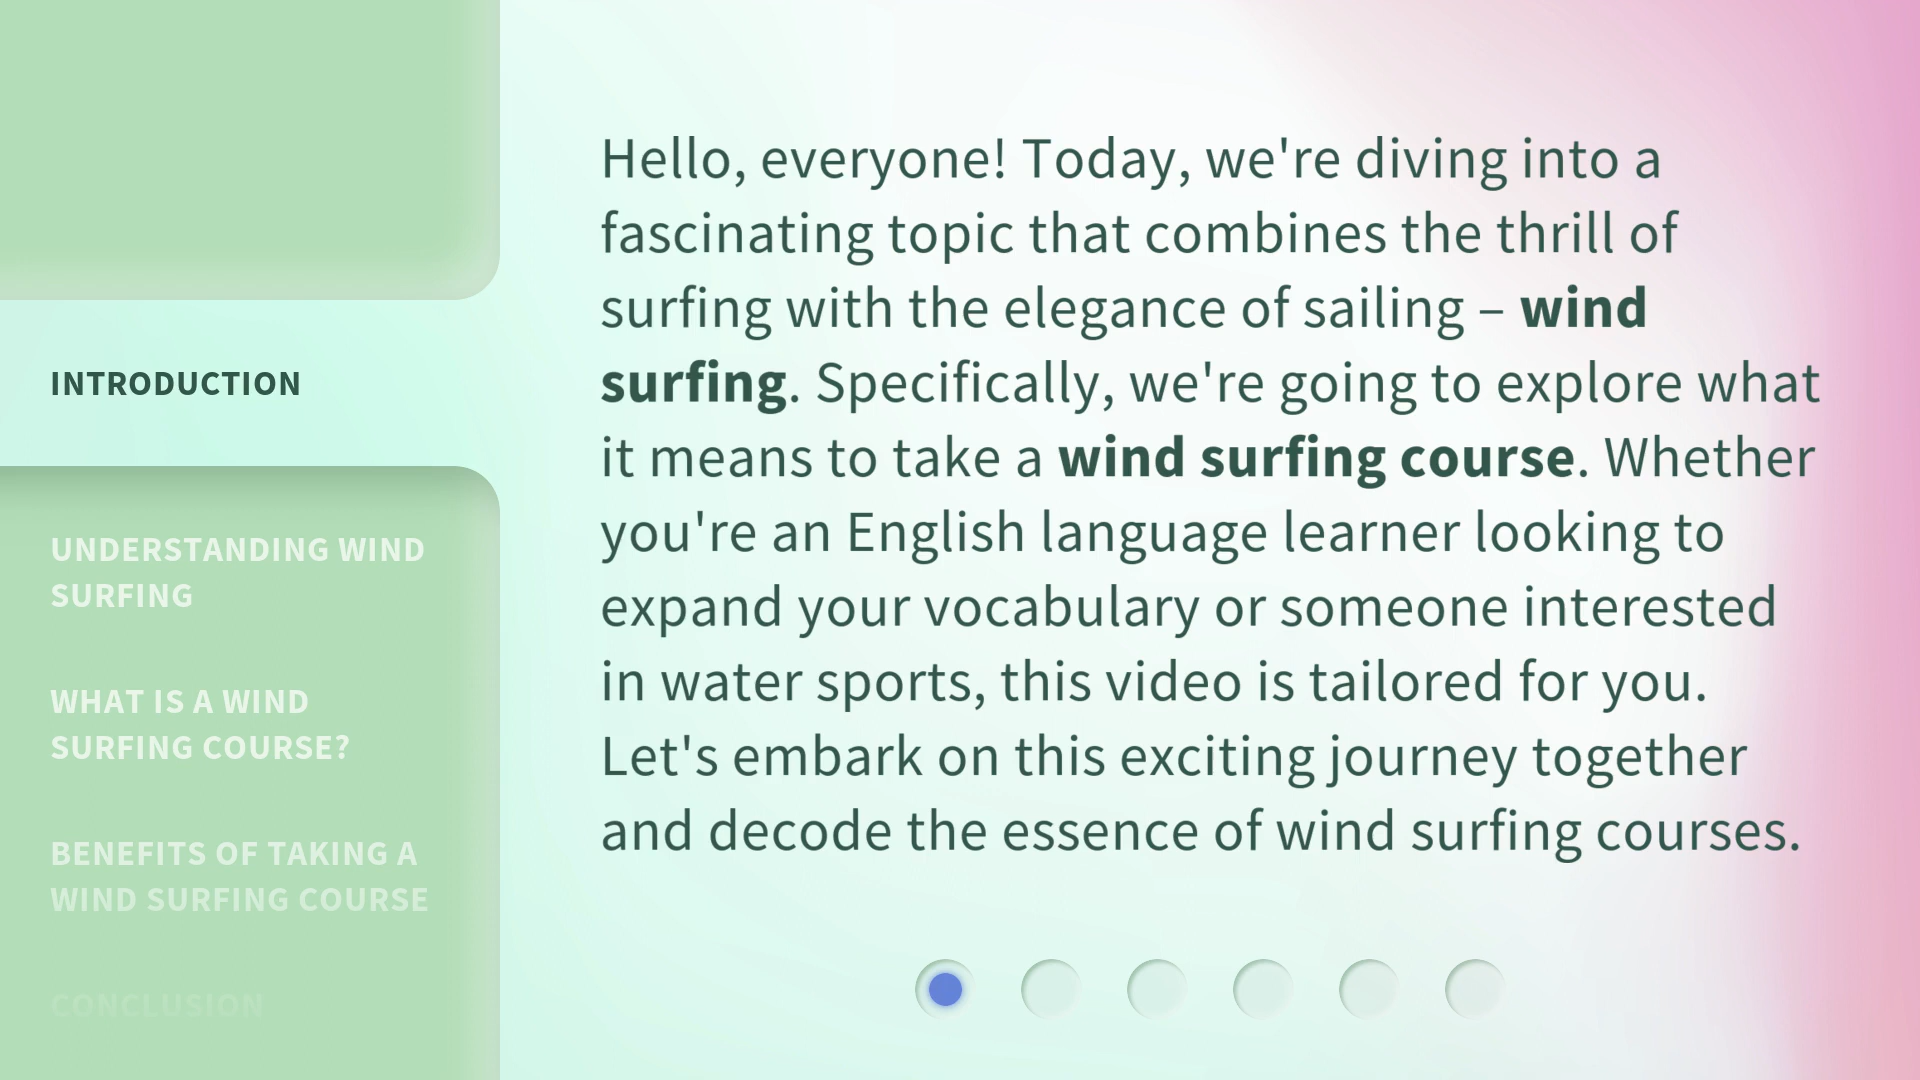 INTRODUCTION
UNDERSTANDING WIND
SURFING
WHAT IS A WIND
SURFING COURSE?
BENEFITS OF TAKING A
WIND SURFING COURSE
CONCLUSION
Hello, everyone! Today, we're diving into a
fascinating topic that combines the thrill of
surfing with the elegance of sailing – wind
surfing. Specifically, we're going to explore what
it means to take a wind surfing course. Whether
you're an English language learner looking to
expand your vocabulary or someone interested
in water sports, this video is tailored for you.
Let's embark on this exciting journey together
and decode the essence of wind surfing courses.